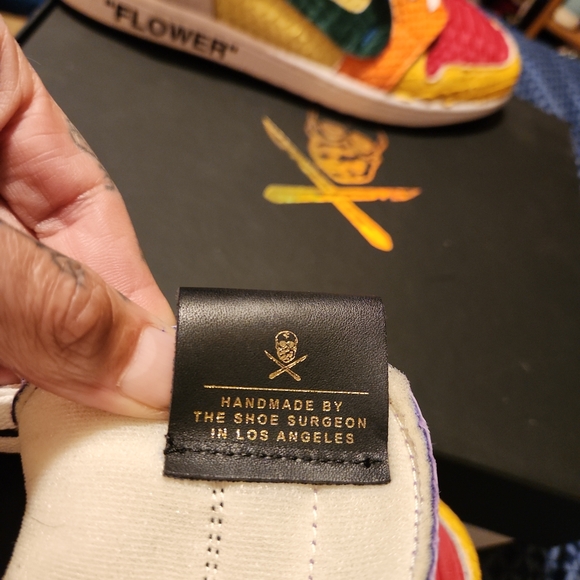 "FLOWER"
HANDMADE BY
THE SHOE SURGEON
IN LOS ANGELES